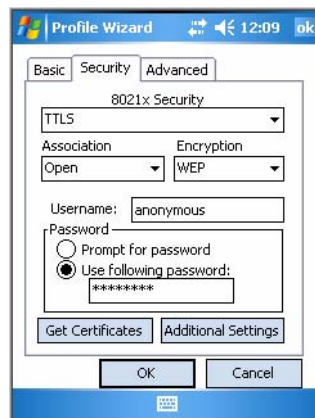 Profile Wizard 12:09 ok
Basic Security Advanced
8021x Security
TTLS
Association Encryption
Open WEP
Username: anonymous
Password
Prompt for password
Use following password:
********
Get Certificates Additional Settings
OK Cancel